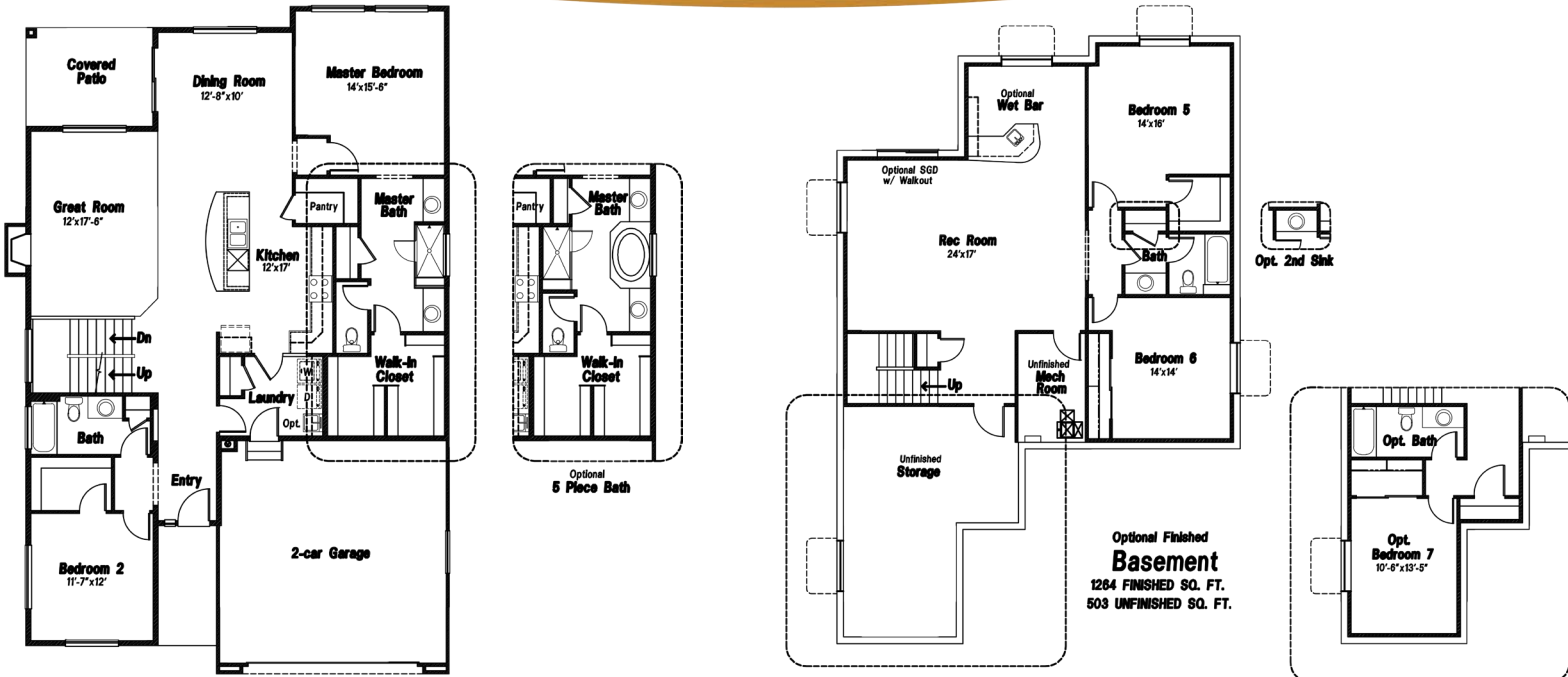 Covered
Patio
Dining Room
12'-8"x10'
Master Bedroom
14'x15'-6"
Great Room
12'x17'-6"
Pantry
Master
Bath
Kitchen
12'x17'
Dn
Up
Walk-In
Closet
Laundry
W
D
Opt.
Bath
Entry
Bedroom 2
11'-7"x12'
2-car Garage
Pantry
Master
Bath
Walk-In
Closet
Optional
5 Piece Bath
Optional
Wet Bar
Bedroom 5
14'x16'
Optional SGD
w/ Walkout
Rec Room
24'x17'
Bath
Opt. 2nd Sink
Up
Unfinished
Mech
Room
Bedroom 6
14'x14'
Unfinished
Storage
Optional Finished
Basement
1264 FINISHED SQ. FT.
503 UNFINISHED SQ. FT.
Opt. Bath
Opt.
Bedroom 7
10'-6"x13'-5"